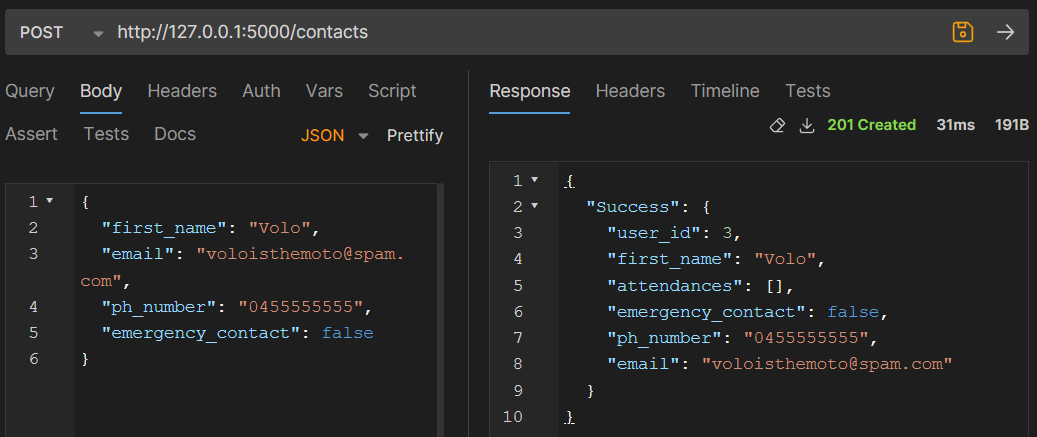 POST http://127.0.0.1:5000/contacts
Query Body Headers Auth Vars Script
Assert Tests Docs JSON Prettify
1 {
2 "first_name": "Volo",
3 "email": "voloisthemoto@spam.
com",
4 "ph_number": "0455555555",
5 "emergency_contact": false
6 }
Response Headers Timeline Tests
201 Created 31ms 191B
1 {
2 "Success": {
3 "user_id": 3,
4 "first_name": "Volo",
5 "attendances": [],
6 "emergency_contact": false,
7 "ph_number": "0455555555",
8 "email": "voloisthemoto@spam.com"
9 }
10 }